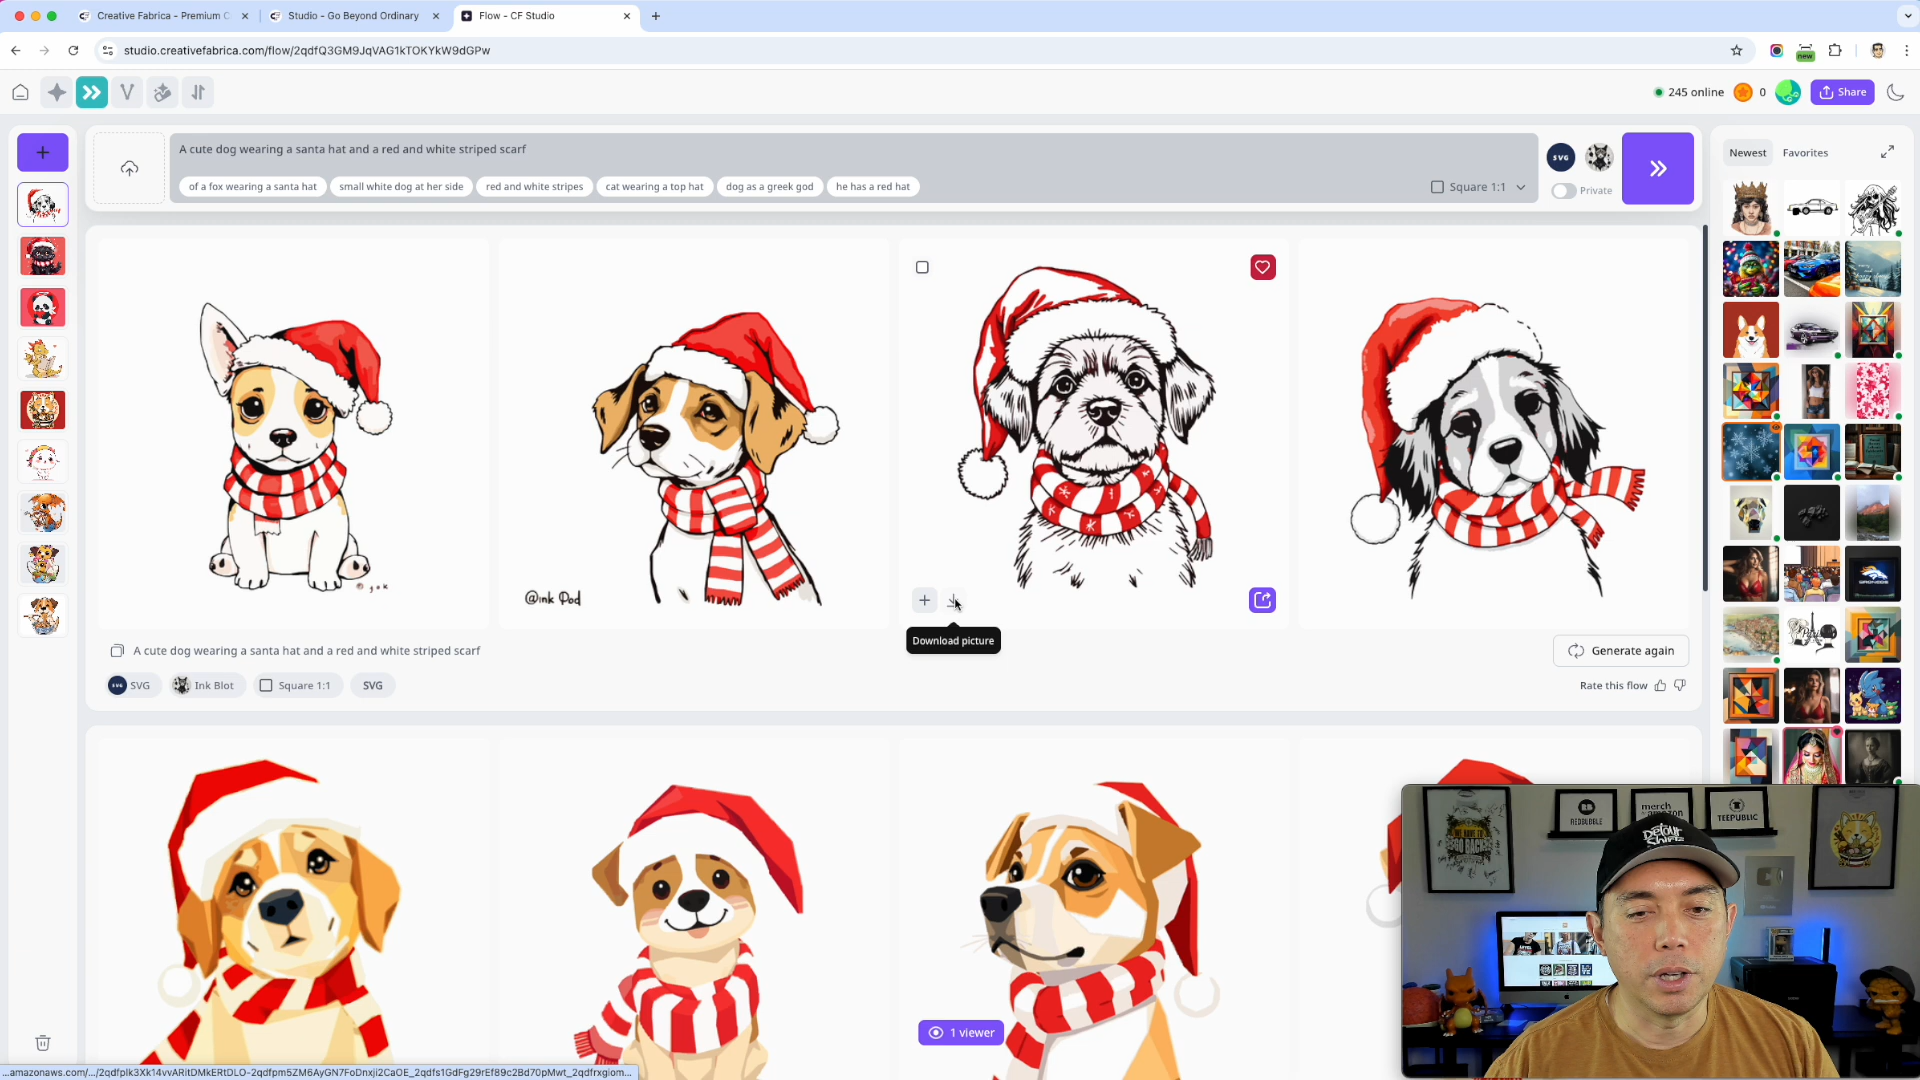 Creative Fabrica - Premium C
Studio - Go Beyond Ordinary
Flow - CF Studio
studio.creativefabrica.com/flow/2qdfQ3GM9JqVAG1kTOKYkW9dGPw
new
245 online
0
Share
A cute dog wearing a santa hat and a red and white striped scarf
of a fox wearing a santa hat
small white dog at her side
red and white stripes
cat wearing a top hat
dog as a greek god
he has a red hat
Square 1:1
SVG
Private
Newest
Favorites
@ink Pod
Download picture
A cute dog wearing a santa hat and a red and white striped scarf
Generate again
SVG
SVG
Ink Blot
Square 1:1
SVG
Rate this flow
1 viewer
REDBUBBLE
merch
amazon
TEEPUBLIC